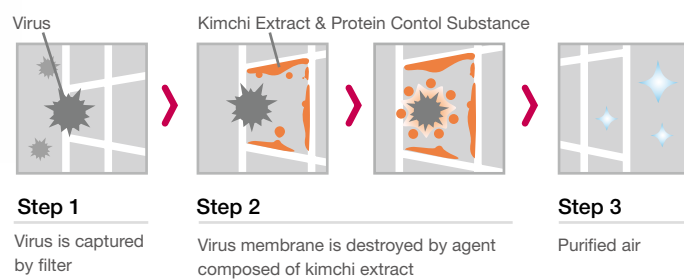 Virus
Kimchi Extract & Protein Contol Substance
Step 1
Virus is captured
by filter
Step 2
Virus membrane is destroyed by agent
composed of kimchi extract
Step 3
Purified air